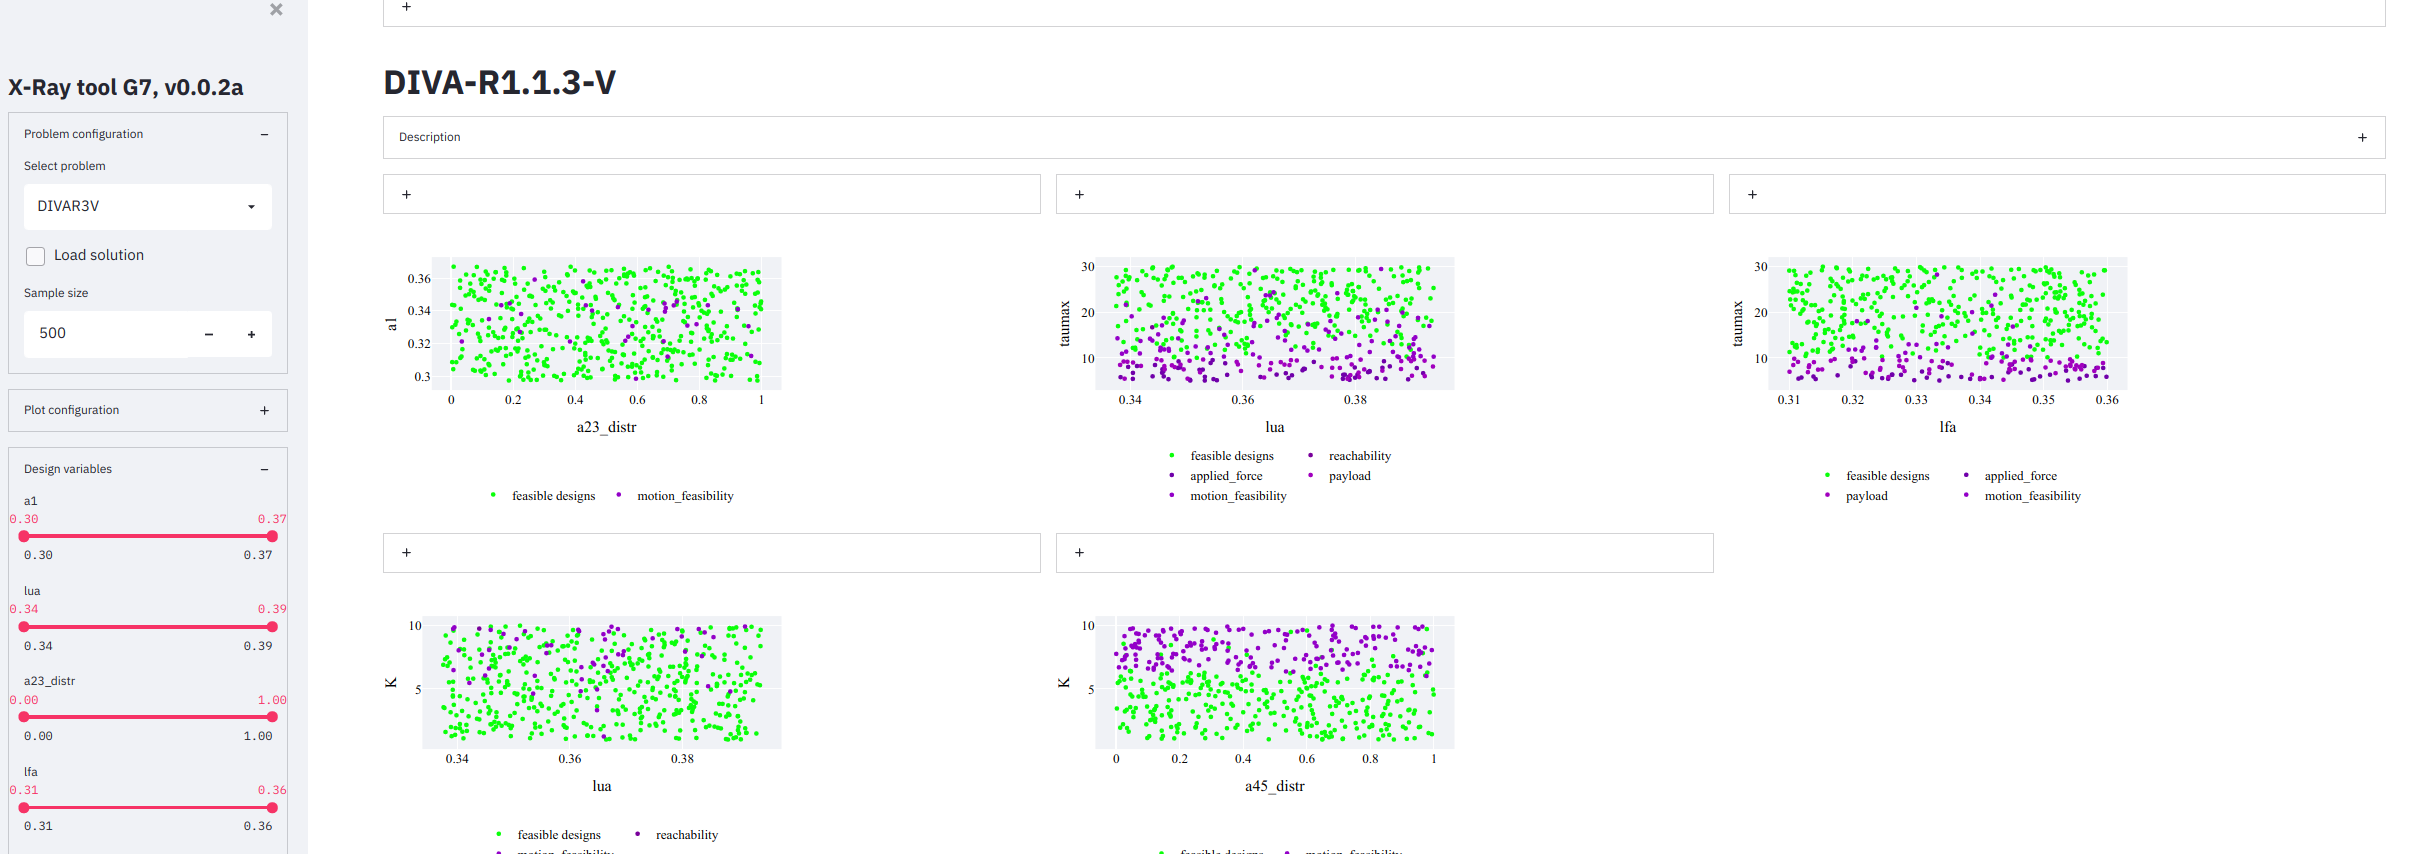 ×
X-Ray tool G7, v0.0.2a
Problem configuration −
Select problem
DIVAR3V
Load solution
Sample size
500 − +
Plot configuration +
Design variables −
a1
0.30 0.37
0.30 0.37
lua
0.34 0.39
0.34 0.39
a23_distr
0.00 1.00
0.00 1.00
lfa
0.31 0.36
0.31 0.36
+
DIVA-R1.1.3-V
Description +
+
+
+
a1
0.36
0.34
0.32
0.3
0 0.2 0.4 0.6 0.8 1
a23_distr
feasible designs motion_feasibility
taumax
30
20
10
0.34 0.36 0.38
lua
feasible designs reachability
applied_force payload
motion_feasibility
taumax
30
20
10
0.31 0.32 0.33 0.34 0.35 0.36
lfa
feasible designs applied_force
payload motion_feasibility
+
+
K
10
5
0.34 0.36 0.38
lua
feasible designs reachability
motion_feasibility
K
10
5
0 0.2 0.4 0.6 0.8 1
a45_distr
feasible designs motion_feasibility